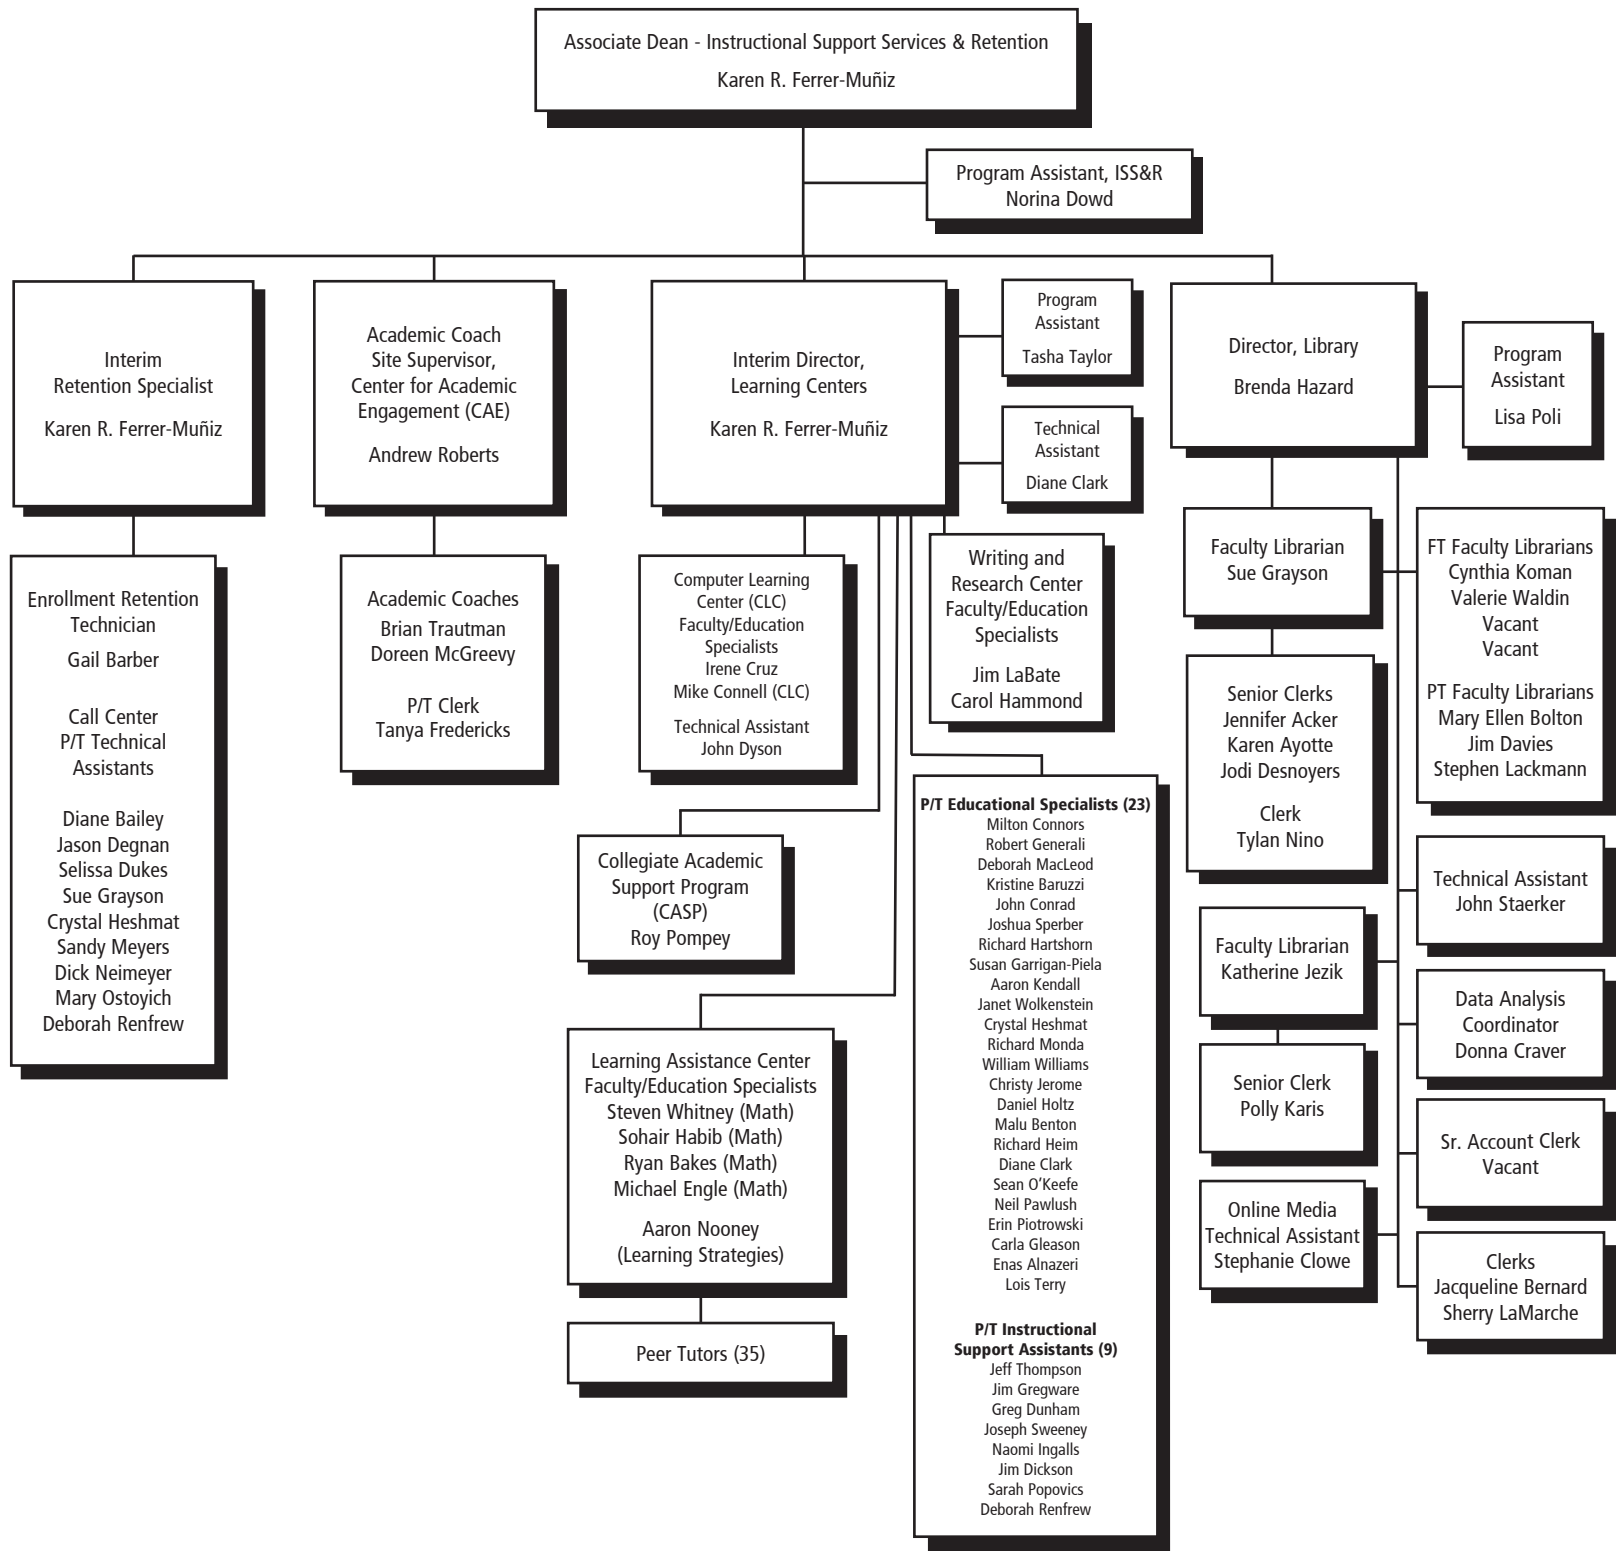 Associate Dean - Instructional Support Services & Retention
Karen R. Ferrer-Muñiz
Program Assistant, ISS&R
Norina Dowd
Interim
Retention Specialist
Karen R. Ferrer-Muñiz
Academic Coach
Site Supervisor,
Center for Academic
Engagement (CAE)
Andrew Roberts
Interim Director,
Learning Centers
Karen R. Ferrer-Muñiz
Program
Assistant
Tasha Taylor
Technical
Assistant
Diane Clark
Director, Library
Brenda Hazard
Program
Assistant
Lisa Poli
Enrollment Retention
Technician
Gail Barber
Call Center
P/T Technical
Assistants
Diane Bailey
Jason Degnan
Selissa Dukes
Sue Grayson
Crystal Heshmat
Sandy Meyers
Dick Neimeyer
Mary Ostoyich
Deborah Renfrew
Academic Coaches
Brian Trautman
Doreen McGreevy
P/T Clerk
Tanya Fredericks
Computer Learning
Center (CLC)
Faculty/Education
Specialists
Irene Cruz
Mike Connell (CLC)
Technical Assistant
John Dyson
Writing and
Research Center
Faculty/Education
Specialists
Jim LaBate
Carol Hammond
Collegiate Academic
Support Program
(CASP)
Roy Pompey
Learning Assistance Center
Faculty/Education Specialists
Steven Whitney (Math)
Sohair Habib (Math)
Ryan Bakes (Math)
Michael Engle (Math)
Aaron Nooney
(Learning Strategies)
Peer Tutors (35)
P/T Educational Specialists (23)
Milton Connors
Robert Generali
Deborah MacLeod
Kristine Baruzzi
John Conrad
Joshua Sperber
Richard Hartshorn
Susan Garrigan-Piela
Aaron Kendall
Janet Wolkenstein
Crystal Heshmat
Richard Monda
William Williams
Christy Jerome
Daniel Holtz
Malu Benton
Richard Heim
Diane Clark
Sean O'Keefe
Neil Pawlush
Erin Piotrowski
Carla Gleason
Enas Alnazeri
Lois Terry
P/T Instructional
Support Assistants (9)
Jeff Thompson
Jim Gregware
Greg Dunham
Joseph Sweeney
Naomi Ingalls
Jim Dickson
Sarah Popovics
Deborah Renfrew
Faculty Librarian
Sue Grayson
Senior Clerks
Jennifer Acker
Karen Ayotte
Jodi Desnoyers
Clerk
Tylan Nino
Faculty Librarian
Katherine Jezik
Senior Clerk
Polly Karis
Online Media
Technical Assistant
Stephanie Clowe
FT Faculty Librarians
Cynthia Koman
Valerie Waldin
Vacant
Vacant
PT Faculty Librarians
Mary Ellen Bolton
Jim Davies
Stephen Lackmann
Technical Assistant
John Staerker
Data Analysis
Coordinator
Donna Craver
Sr. Account Clerk
Vacant
Clerks
Jacqueline Bernard
Sherry LaMarche